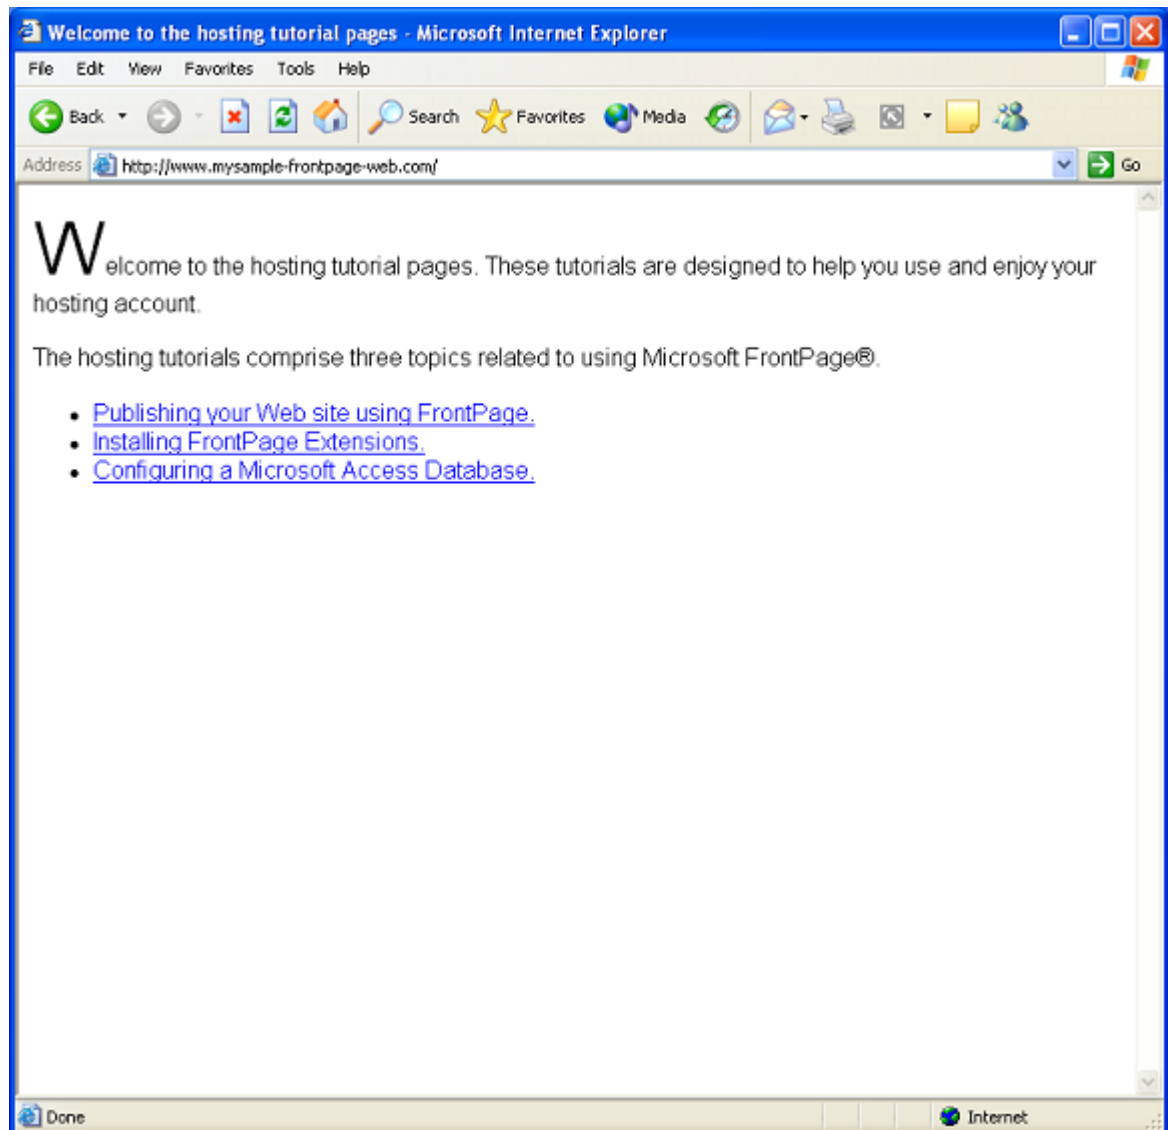 Welcome to the hosting tutorial pages - Microsoft Internet Explorer
File Edit View Favorites Tools Help
Back Search Favorites Media
Address http://www.mysample-frontpage-web.com/ Go
Welcome to the hosting tutorial pages. These tutorials are designed to help you use and enjoy your
hosting account.
The hosting tutorials comprise three topics related to using Microsoft FrontPage®.
• Publishing your Web site using FrontPage.
• Installing FrontPage Extensions.
• Configuring a Microsoft Access Database.
Done Internet